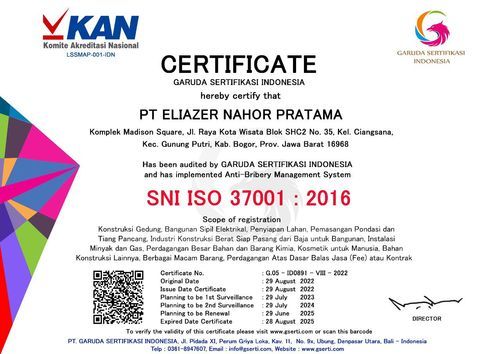 KAN
Komite Akreditasi Nasional
LSSMAP-001-IDN
GARUDA SERTIFIKASI
INDONESIA
CERTIFICATE
GARUDA SERTIFIKASI INDONESIA
hereby certify that
PT ELIAZER NAHOR PRATAMA
Komplek Madison Square, Jl. Raya Kota Wisata Blok SHC2 No. 35, Kel. Ciangsana,
Kec. Gunung Putri, Kab. Bogor, Prov. Jawa Barat 16968
Has been audited by GARUDA SERTIFIKASI INDONESIA
and has implemented Anti-Bribery Management System
SNI ISO 37001 : 2016
Scope of registration
Konstruksi Gedung, Bangunan Sipil Elektrikal, Penyiapan Lahan, Pemasangan Pondasi dan
Tiang Pancang, Industri Konstruksi Berat Siap Pasang dari Baja untuk Bangunan, Instalasi
Minyak dan Gas, Perdagangan Besar Bahan dan Barang Kimia, Kosmetik untuk Manusia, Bahan
Konstruksi Lainnya, Berbagai Macam Barang, Perdagangan Atas Dasar Balas Jasa (Fee) atau Kontrak
Certificate No. : G.05 - ID0891 - VIII - 2022
Original Date : 29 August 2022
Issue Date Certificate : 29 August 2022
Planning to be 1st Surveillance : 29 July 2023
Planning to be 2nd Surveillance : 29 July 2024
Planning to be Renewal : 29 June 2025
Expired Date Certificate : 28 August 2025
DIRECTOR
To verify the validity of this certificate please visit www.gserti.com or scan this barcode
PT. GARUDA SERTIFIKASI INDONESIA, Jl. Pidada XI, Perum Griya Loka, Kav. 11, No. 9x, Ubung, Denpasar Utara, Bali - Indonesia
Telp : 0361-8947607, Email : info@gserti.com, Website : www.gserti.com